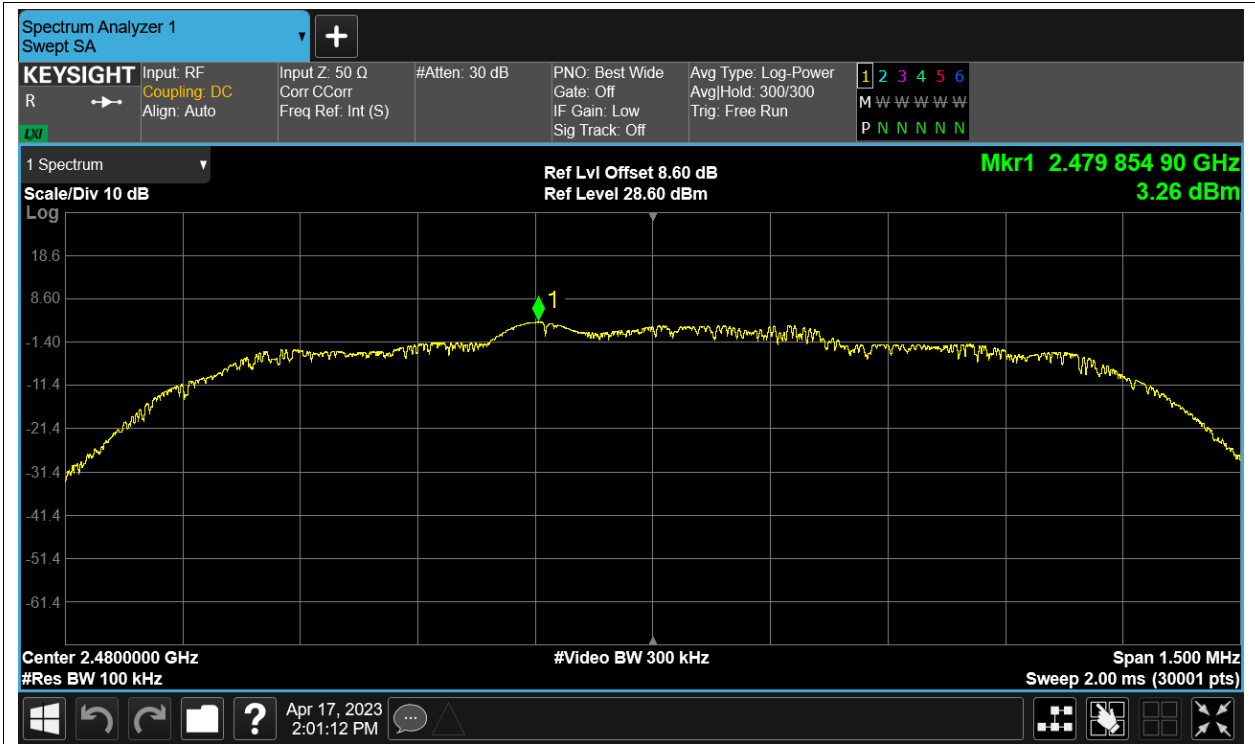 Spectrum Analyzer 1
Swept SA
KEYSIGHT
R
LXI
Input: RF
Coupling: DC
Align: Auto
Input Z: 50 Ω
Corr CCorr
Freq Ref: Int (S)
#Atten: 30 dB
PNO: Best Wide
Gate: Off
IF Gain: Low
Sig Track: Off
Avg Type: Log-Power
Avg|Hold: 300/300
Trig: Free Run
1 2 3 4 5 6
M W W W W W
P N N N N N
1 Spectrum
Scale/Div 10 dB
Log
Ref Lvl Offset 8.60 dB
Ref Level 28.60 dBm
Mkr1 2.479 854 90 GHz
3.26 dBm
18.6
8.60
1
-1.40
-11.4
-21.4
-31.4
-41.4
-51.4
-61.4
Center 2.4800000 GHz
#Video BW 300 kHz
Span 1.500 MHz
#Res BW 100 kHz
Sweep 2.00 ms (30001 pts)
?
Apr 17, 2023
2:01:12 PM